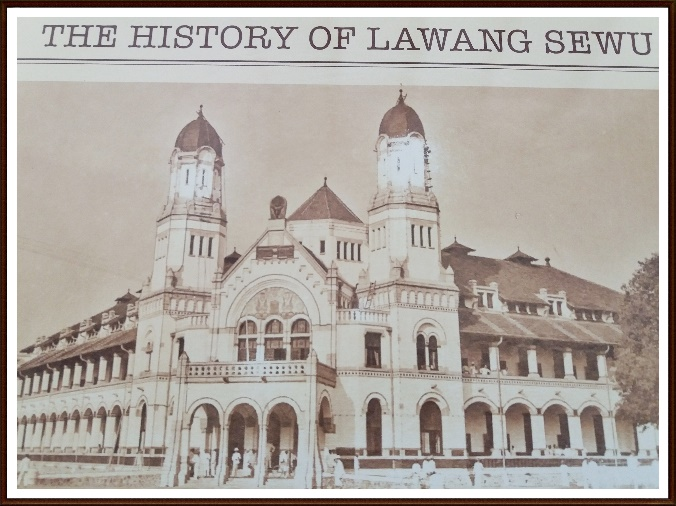 THE HISTORY OF LAWANG SEWU